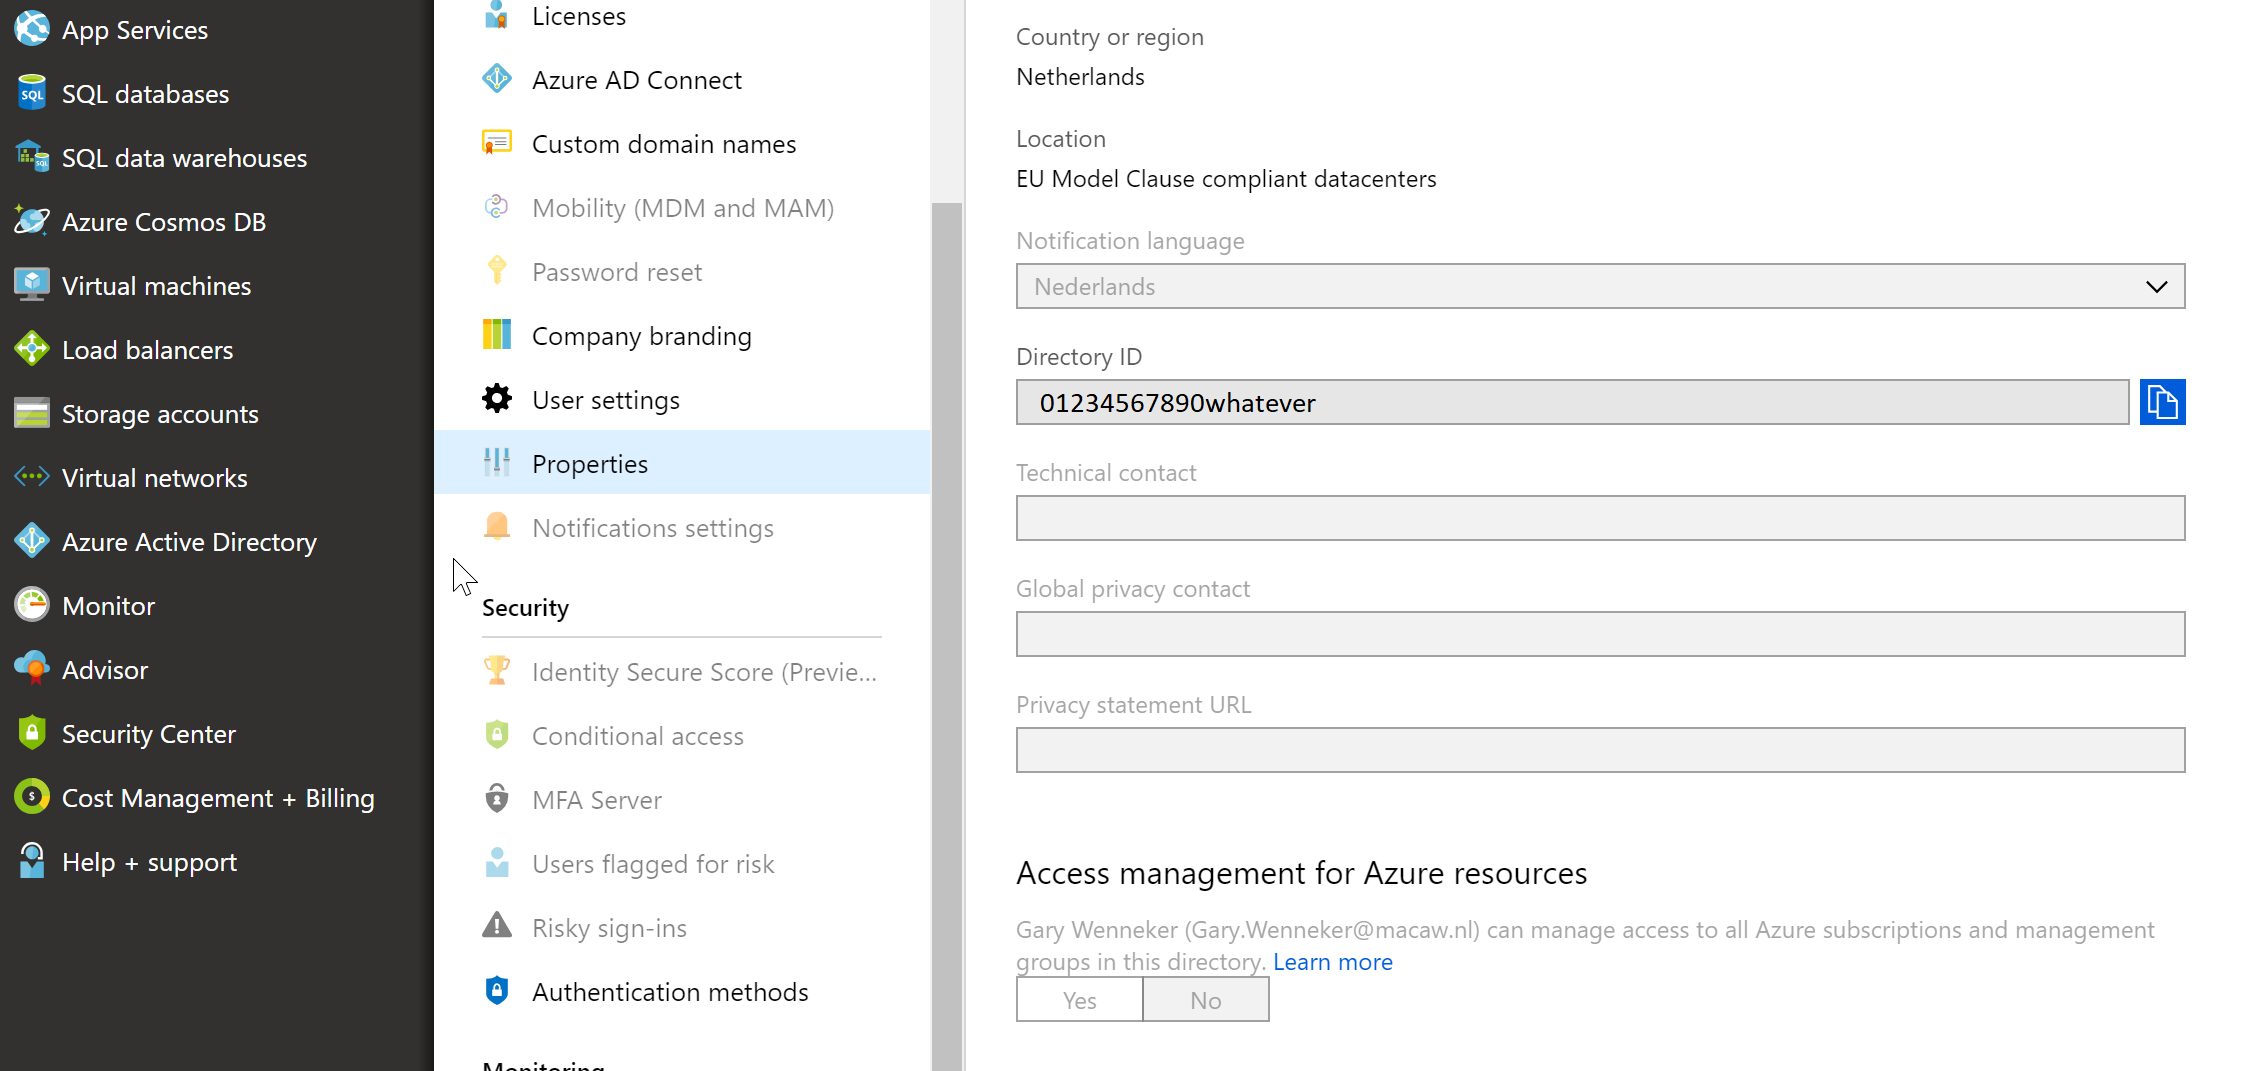 App Services
SQL databases
SQL data warehouses
Azure Cosmos DB
Virtual machines
Load balancers
Storage accounts
Virtual networks
Azure Active Directory
Monitor
Advisor
Security Center
Cost Management + Billing
Help + support
Licenses
Azure AD Connect
Custom domain names
Mobility (MDM and MAM)
Password reset
Company branding
User settings
Properties
Notifications settings
Security
Identity Secure Score (Previe...
Conditional access
MFA Server
Users flagged for risk
Risky sign-ins
Authentication methods
Monitoring
Country or region
Netherlands
Location
EU Model Clause compliant datacenters
Notification language
Nederlands
Directory ID
01234567890whatever
Technical contact
Global privacy contact
Privacy statement URL
Access management for Azure resources
Gary Wenneker (Gary.Wenneker@macaw.nl) can manage access to all Azure subscriptions and management
groups in this directory. Learn more
Yes No